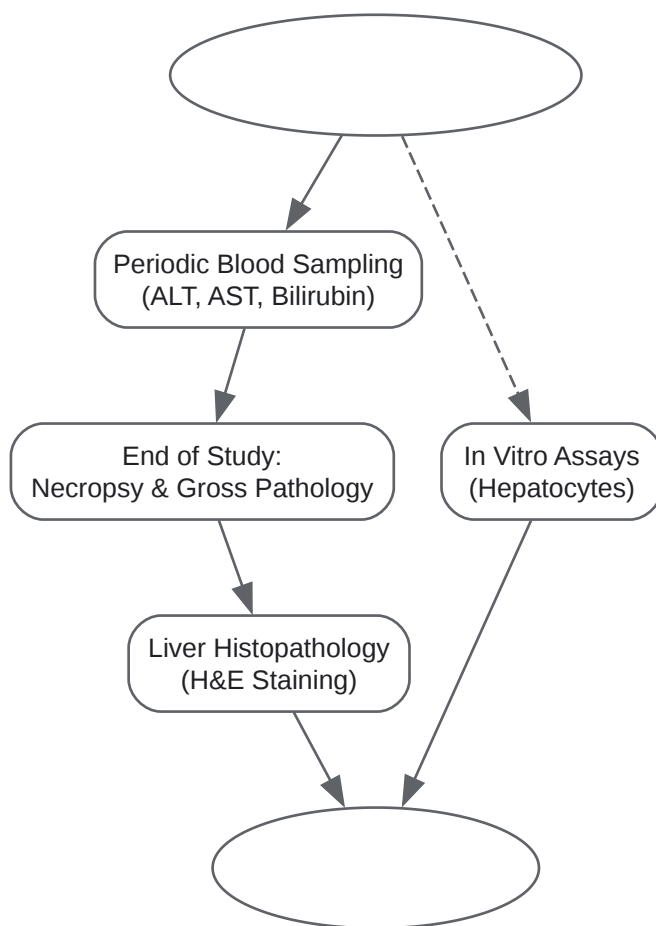 Periodic Blood Sampling
(ALT, AST, Bilirubin)
End of Study:
Necropsy & Gross Pathology
In Vitro Assays
(Hepatocytes)
Liver Histopathology
(H&E Staining)